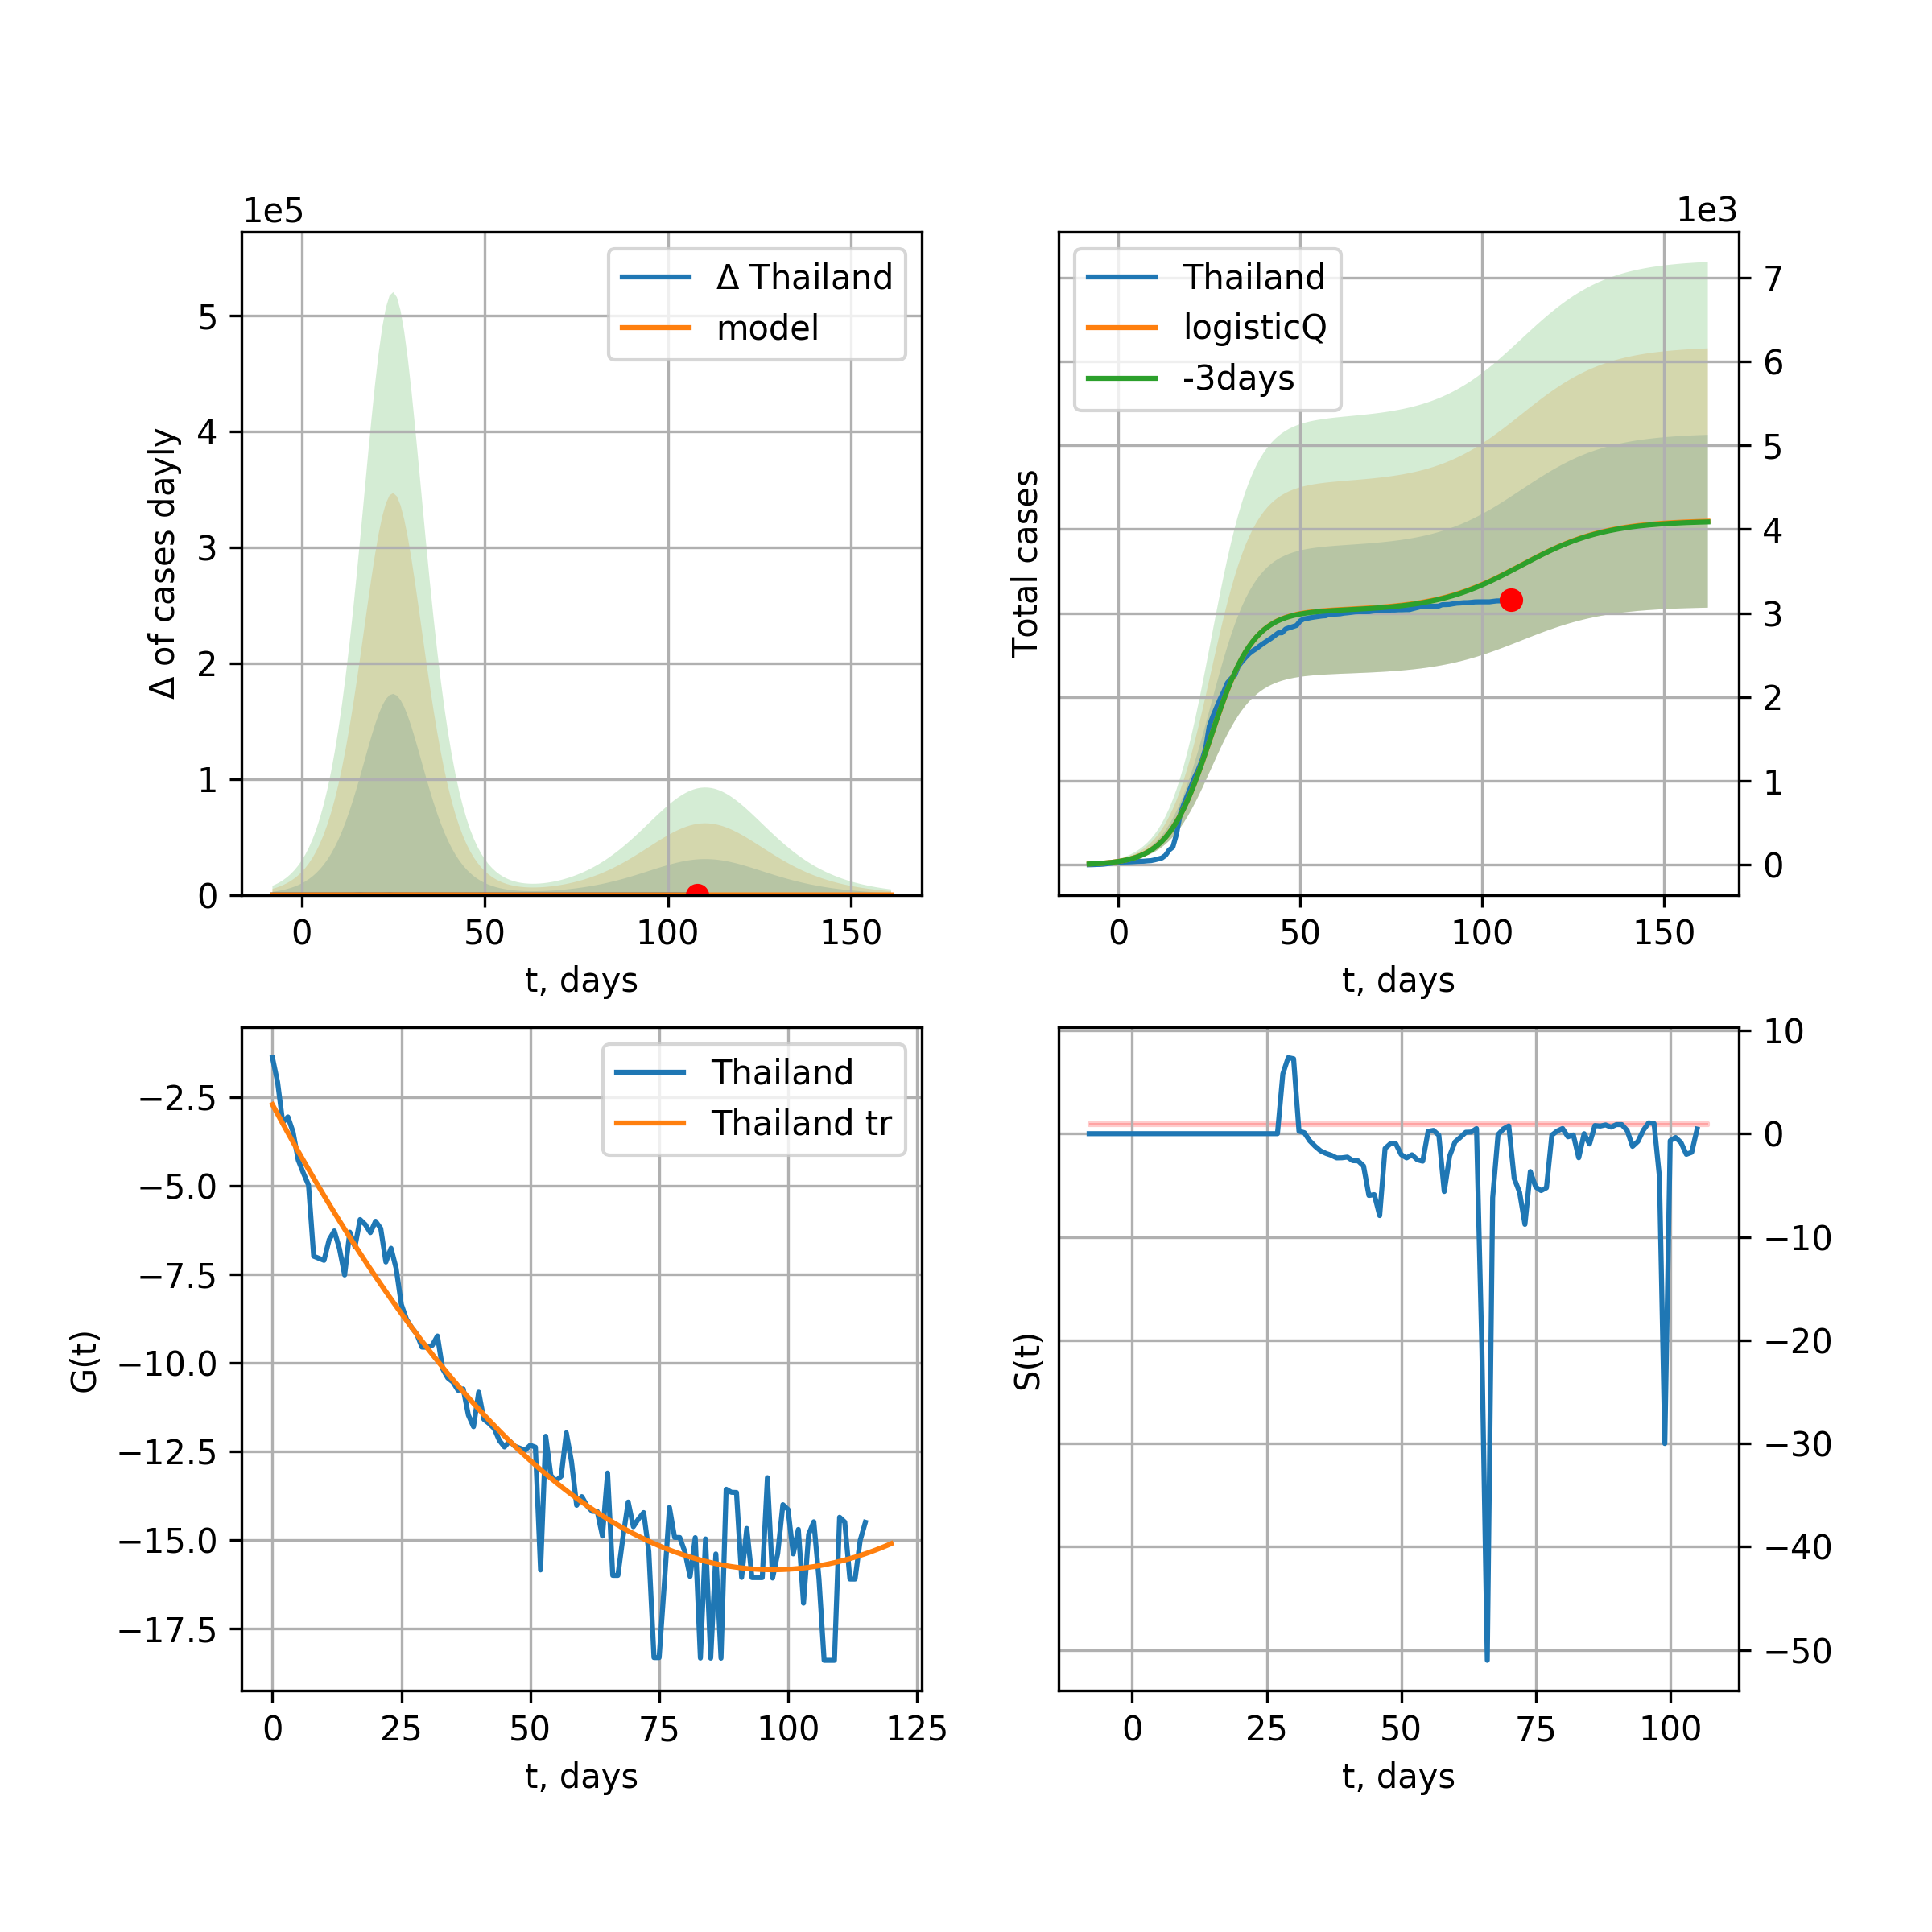 1e5
Δ of cases dayly
5
4
3
2
1
0
0 50 100 150
t, days
Δ Thailand
model
1e3
Total cases
7
6
5
4
3
2
1
0
0 50 100 150
t, days
Thailand
logisticQ
-3days
G(t)
−2.5
−5.0
−7.5
−10.0
−12.5
−15.0
−17.5
0 25 50 75 100 125
t, days
Thailand
Thailand tr
S(t)
10
0
−10
−20
−30
−40
−50
0 25 50 75 100
t, days